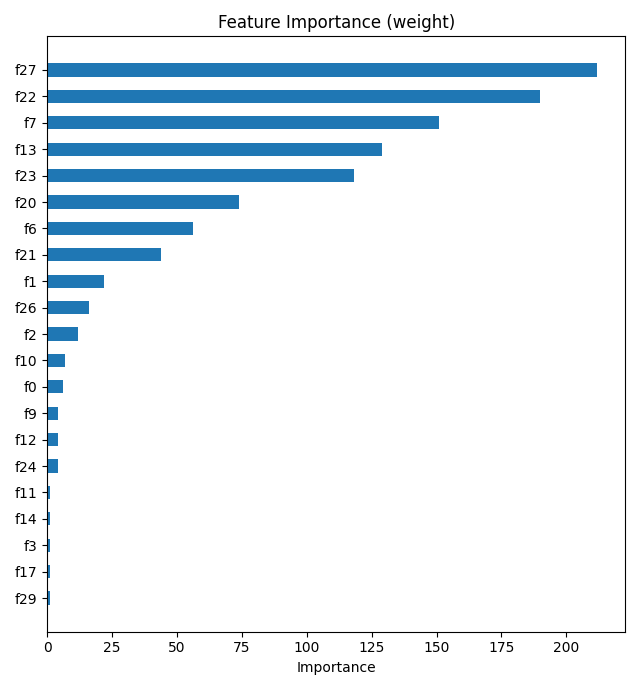 Feature Importance (weight)
f27
f22
f7
f13
f23
f20
f6
f21
f1
f26
f2
f10
f0
f9
f12
f24
f11
f14
f3
f17
f29
0 25 50 75 100 125 150 175 200
Importance